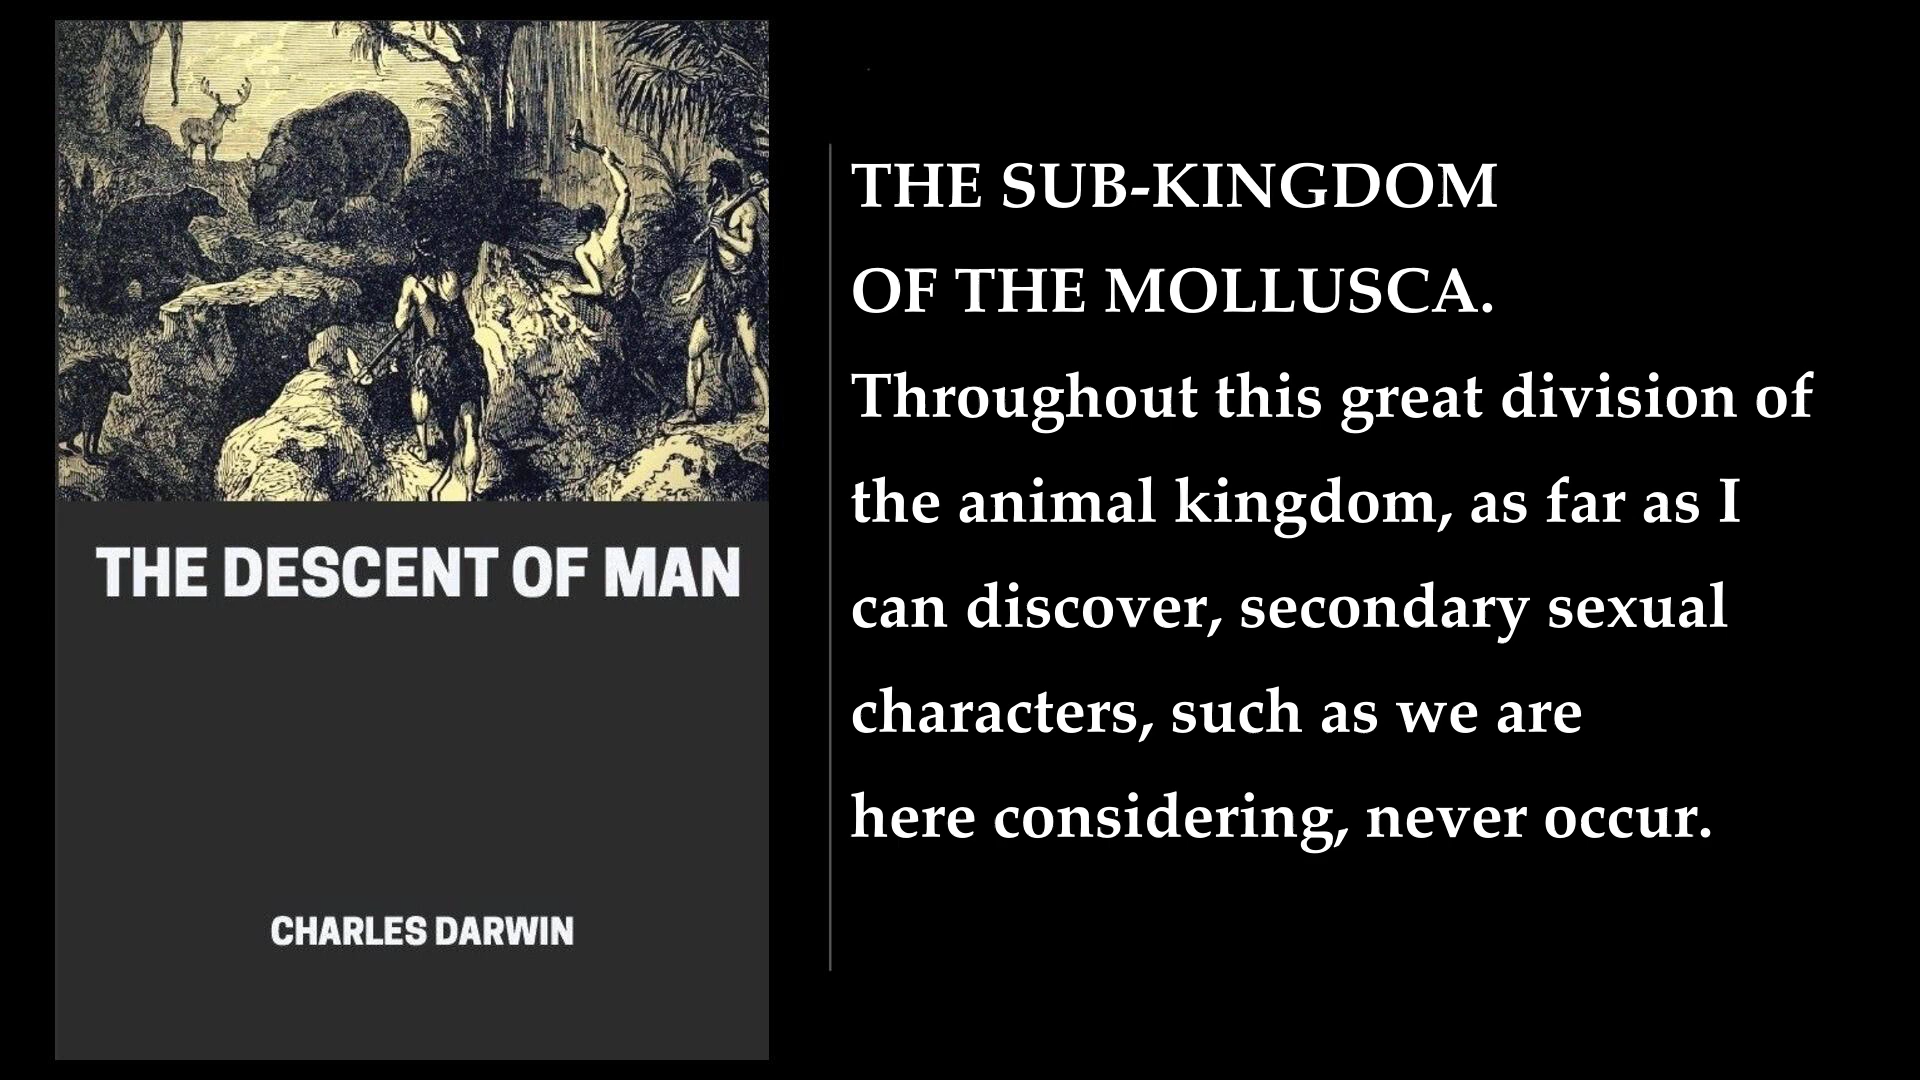 THE DESCENT OF MAN
CHARLES DARWIN
THE SUB-KINGDOM
OF THE MOLLUSCA.
Throughout this great division of
the animal kingdom, as far as I
can discover, secondary sexual
characters, such as we are
here considering, never occur.